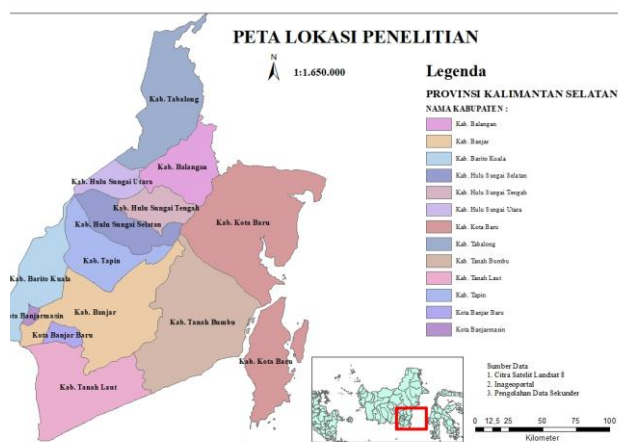 PETA LOKASI PENELITIAN
N
1:1.650.000
Legenda
PROVINSI KALIMANTAN SELATAN
NAMA KABUPATEN :
Kab. Balangan
Kab. Banjar
Kab. Barito Kuala
Kab. Hulu Sungai Selatan
Kab. Hulu Sungai Tengah
Kab. Hulu Sungai Utara
Kab. Kota Baru
Kab. Tabalong
Kab. Tanah Bumbu
Kab. Tanah Laut
Kab. Tapin
Kota Banjar Baru
Kota Banjarmasin
Kab. Tabalong
Kab. Balangan
Kab. Hulu Sungai Utara
Kab. Hulu Sungai Tengah
Kab. Hulu Sungai Selatan
Kab. Kota Baru
Kab. Tapin
Kab. Barito Kuala
Kab. Banjar
ota Banjarmasin
Kab. Tanah Bumbu
Kota Banjar Baru
Kab. Kota Baru
Kab. Tanah Laut
Sumber Data
1. Citra Satelit Landsat 8
2. Inageoportal
3. Pengolahan Data Sekunder
0 12.5 25 50 75 100
Kilometer